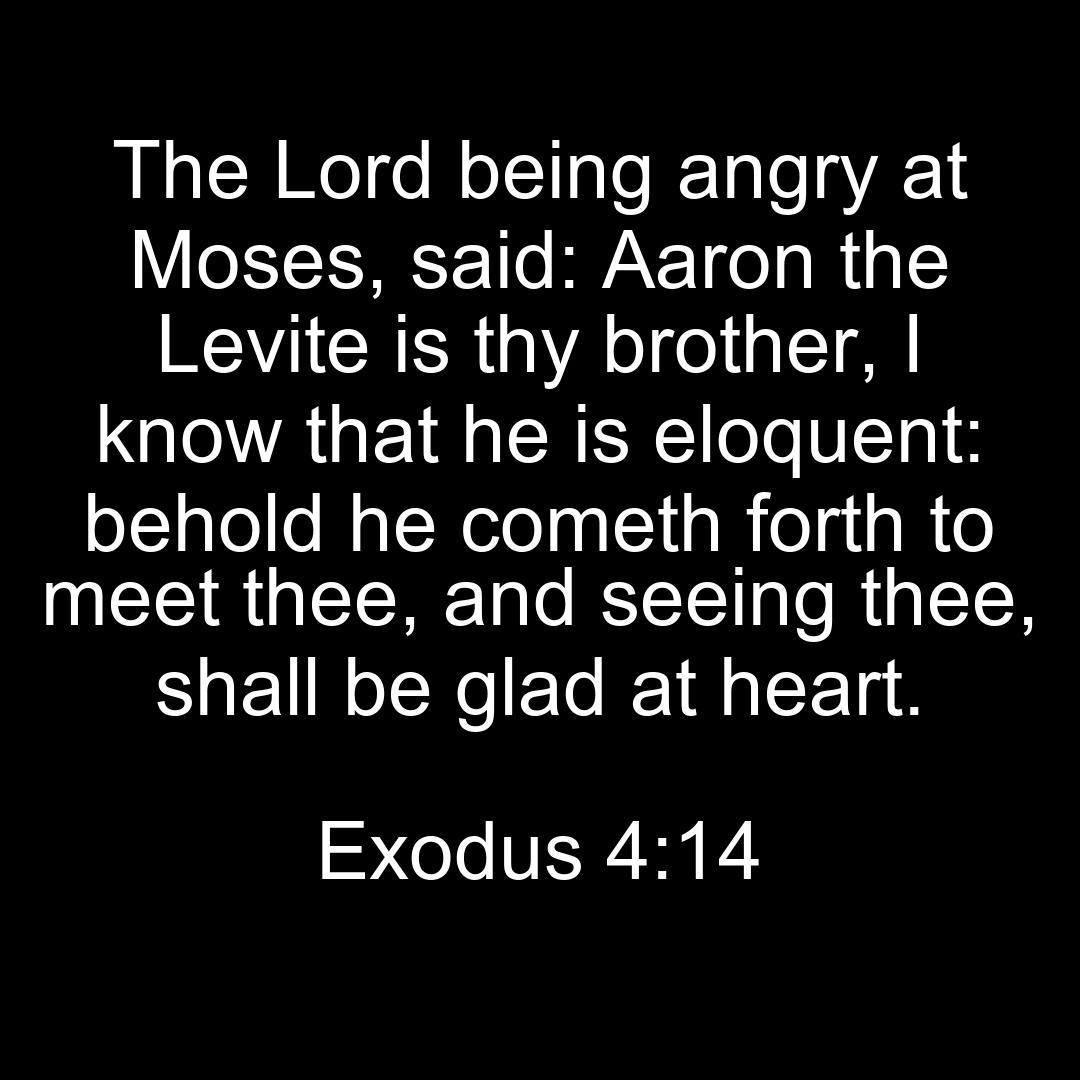 The Lord being angry at
Moses, said: Aaron the
Levite is thy brother, I
know that he is eloquent:
behold he cometh forth to
meet thee, and seeing thee,
shall be glad at heart.
Exodus 4:14